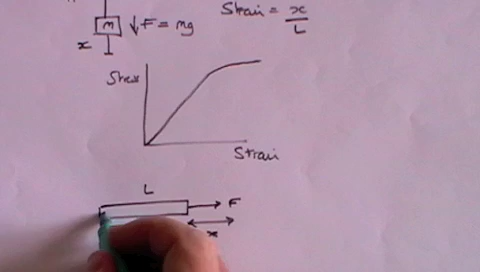 m ↓F = mg
Strain = x/L
x
Stress
Strain
L
F
x